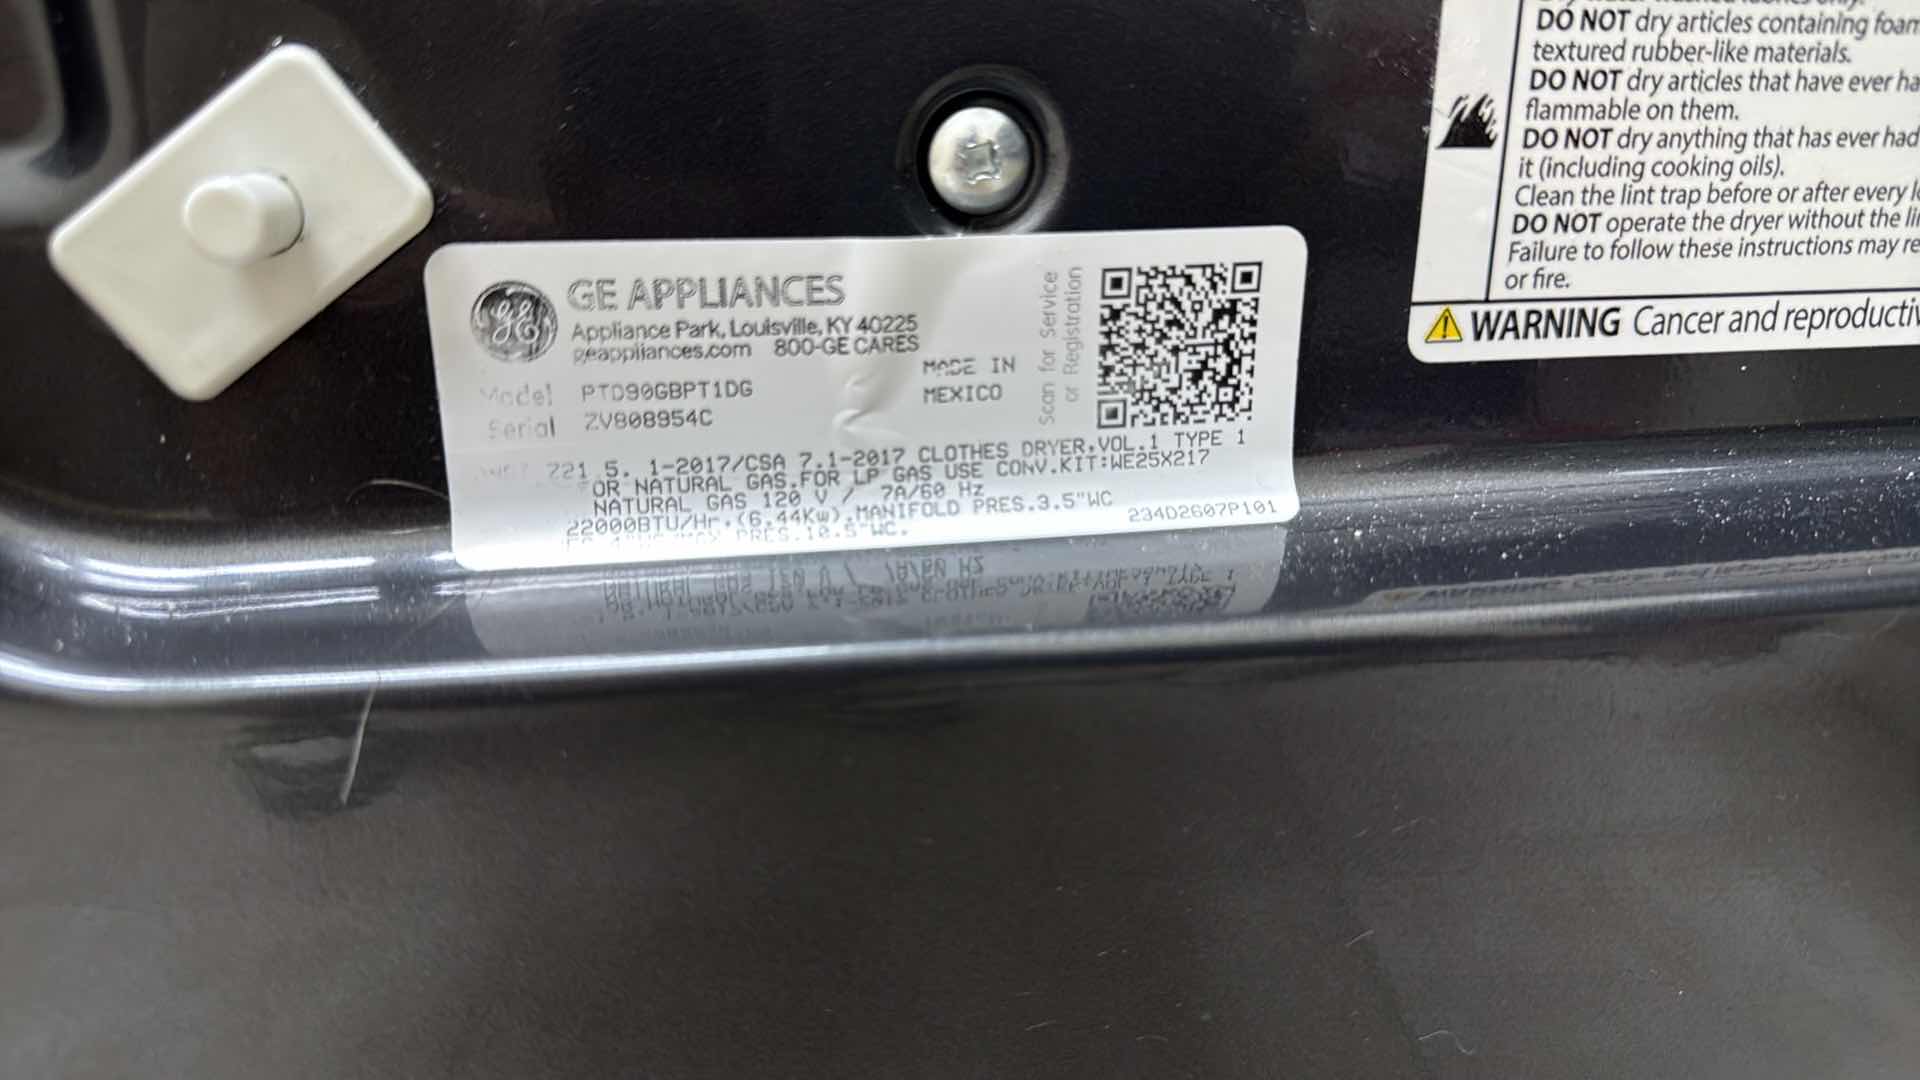 GE APPLIANCES
Appliance Park, Louisville, KY 40225
geappliances.com 800-GE CARES
Model PTD90GBPT1DG
Serial ZV808954C
MADE IN
MEXICO
Scan for Service
or Registration
Z21.5. 1-2017/CSA 7.1-2017 CLOTHES DRYER.VOL.1 TYPE 1
OR NATURAL GAS.FOR LP GAS USE CONV.KIT:WE25X217
NATURAL GAS 120 V / 7A/60 Hz
22000BTU/Hr.(6.44Kw).MANIFOLD PRES.3.5"WC
PRES.10.5"WC.
234D2607P101
DO NOT dry articles containing foam
textured rubber-like materials.
DO NOT dry articles that have ever ha
flammable on them.
DO NOT dry anything that has ever had
it (including cooking oils).
Clean the lint trap before or after every l
DO NOT operate the dryer without the li
Failure to follow these instructions may re
or fire.
WARNING Cancer and reproductiv